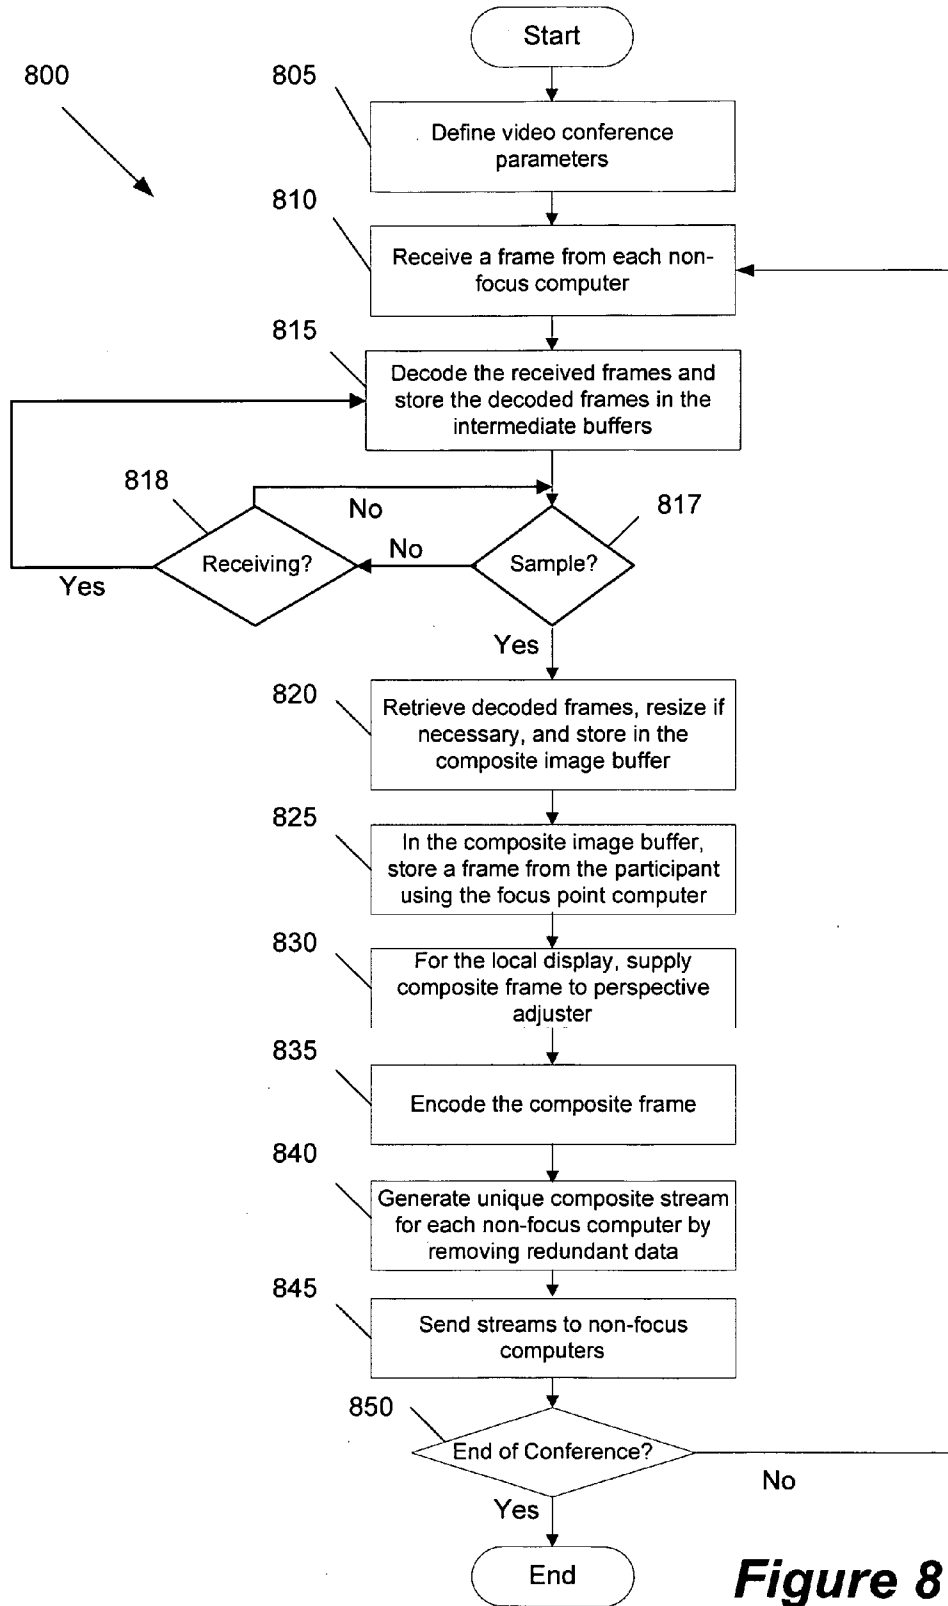 Start
800
805
Define video conference
parameters
810
Receive a frame from each non-
focus computer
815
Decode the received frames and
store the decoded frames in the
intermediate buffers
818
No
817
Receiving?
No
Sample?
Yes
Yes
820
Retrieve decoded frames, resize if
necessary, and store in the
composite image buffer
825
In the composite image buffer,
store a frame from the participant
using the focus point computer
830
For the local display, supply
composite frame to perspective
adjuster
835
Encode the composite frame
840
Generate unique composite stream
for each non-focus computer by
removing redundant data
845
Send streams to non-focus
computers
850
End of Conference?
No
Yes
End
Figure 8